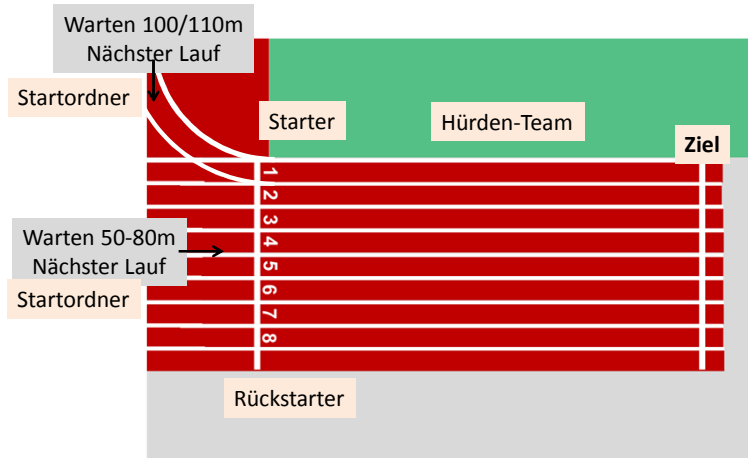 Warten 100/110m
Nächster Lauf
Startordner
Starter
Hürden-Team
Ziel
1
2
3
4
5
6
7
8
Warten 50-80m
Nächster Lauf
Startordner
Rückstarter